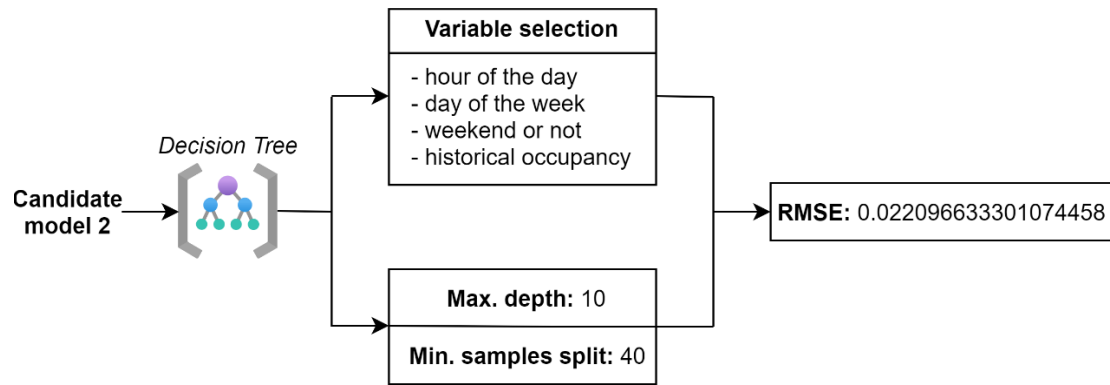 Variable selection
- hour of the day
- day of the week
- weekend or not
- historical occupancy
Decision Tree
Candidate
model 2
RMSE: 0.022096633301074458
Max. depth: 10
Min. samples split: 40